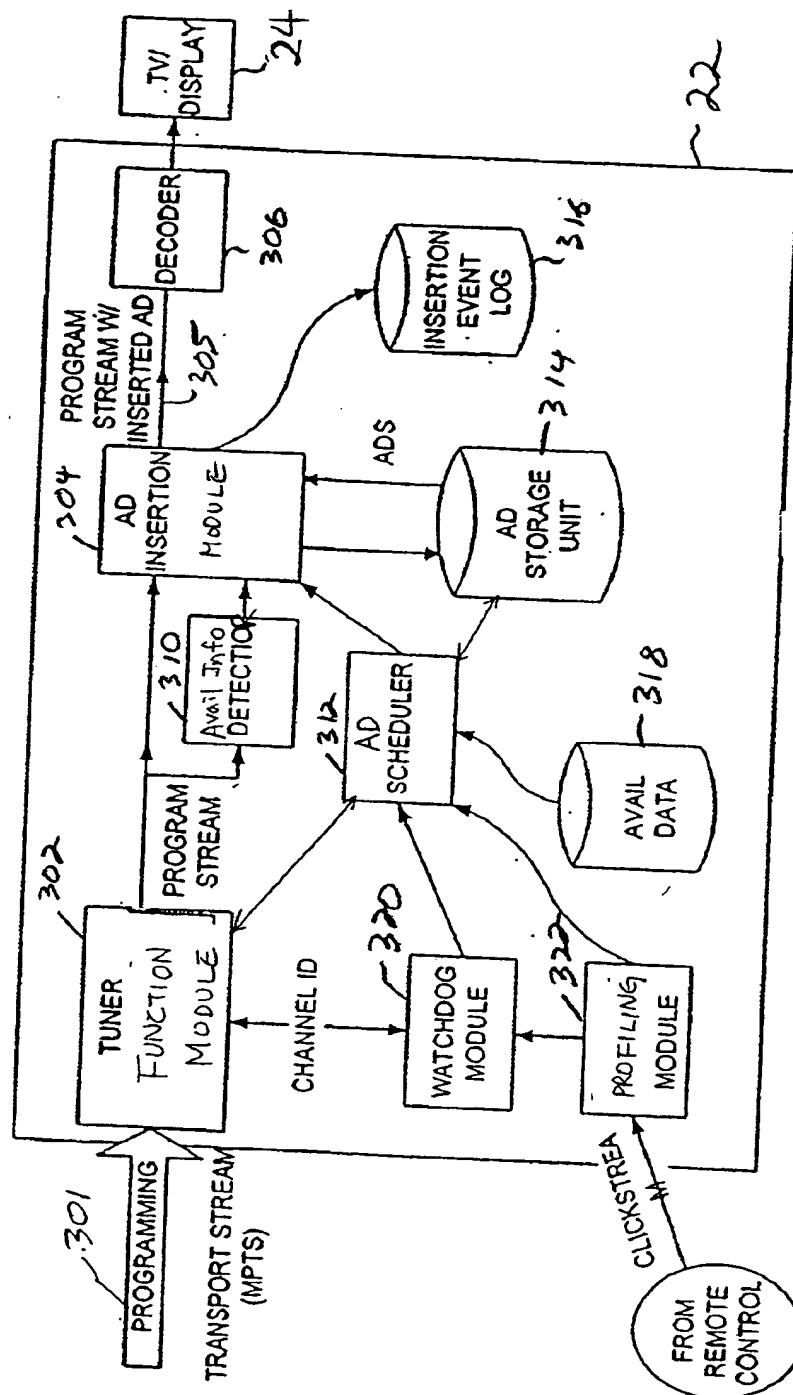 301
PROGRAMMING
TRANSPORT STREAM
(MPTS)
302
TUNER
FUNCTION
MODULE
PROGRAM
STREAM
310
Avail Info
DETECTION
304
AD
INSERTION
MODULE
PROGRAM
STREAM W/
INSERTED AD
305
DECODER
306
TV/
DISPLAY
24
CHANNEL ID
312
AD
SCHEDULER
ADS
AD
STORAGE
UNIT
314
INSERTION
EVENT
LOG
316
WATCHDOG
MODULE
320
PROFILING
MODULE
322
AVAIL
DATA
318
22
CLICKSTREA
M
FROM
REMOTE
CONTROL